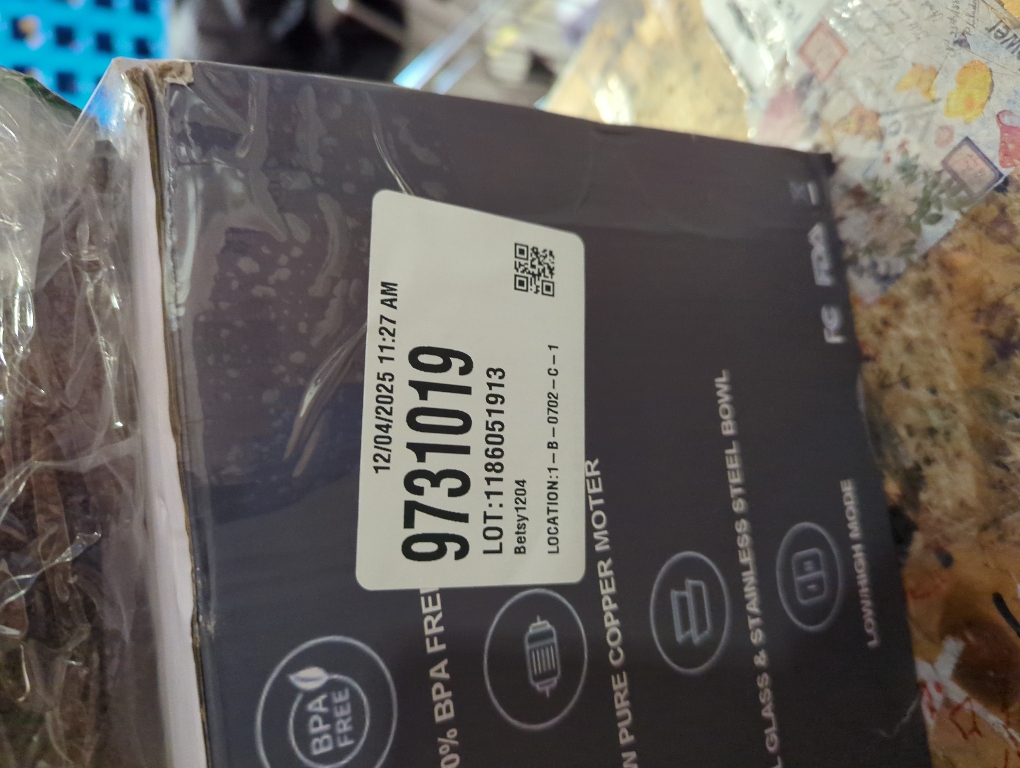 12/04/2025 11:27 AM
9731019
LOT:1186051913
Betsy1204
LOCATION:1-B-0702-C-1
BPA
FREE
0% BPA FREE
PURE COPPER MOTER
GLASS & STAINLESS STEEL BOWL
LOW/HIGH MODE
FC FDA